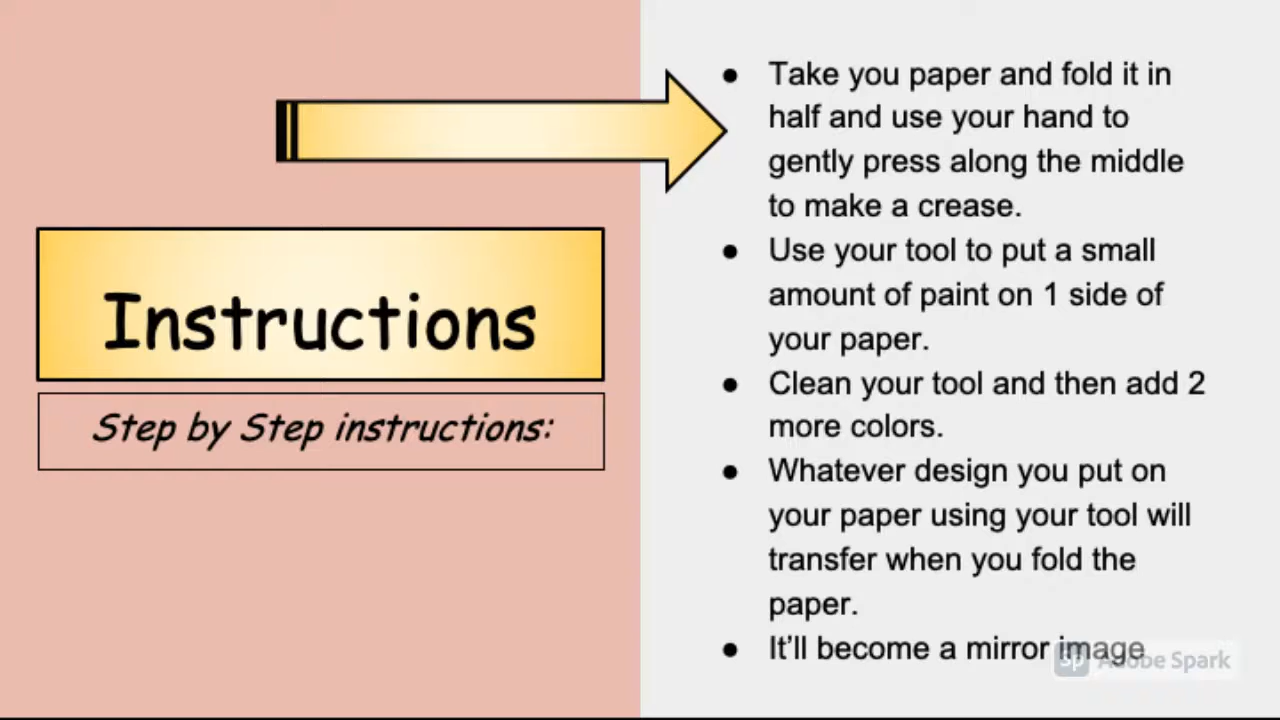 Instructions
Step by Step instructions:
● Take you paper and fold it in
half and use your hand to
gently press along the middle
to make a crease.
● Use your tool to put a small
amount of paint on 1 side of
your paper.
● Clean your tool and then add 2
more colors.
● Whatever design you put on
your paper using your tool will
transfer when you fold the
paper.
● It’ll become a mirror image
Sp Adobe Spark